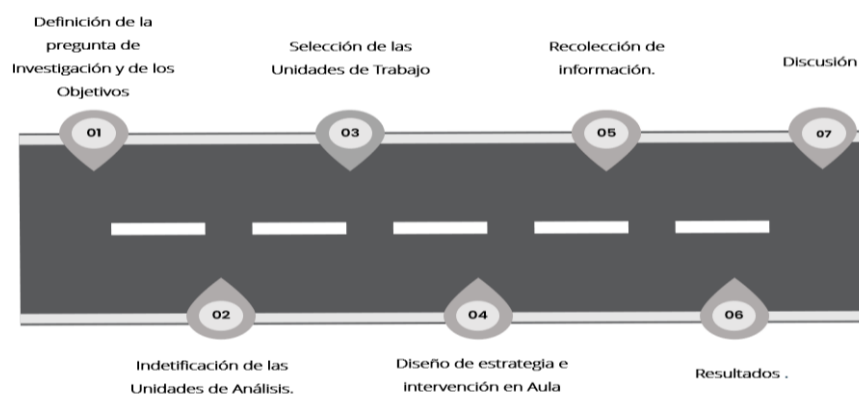 Definición de la
pregunta de
Investigación y de los
Objetivos
01
Selección de las
Unidades de Trabajo
03
Recolección de
información.
05
Discusión
07
02
Indetificación de las
Unidades de Análisis.
04
Diseño de estrategia e
intervención en Aula
06
Resultados .